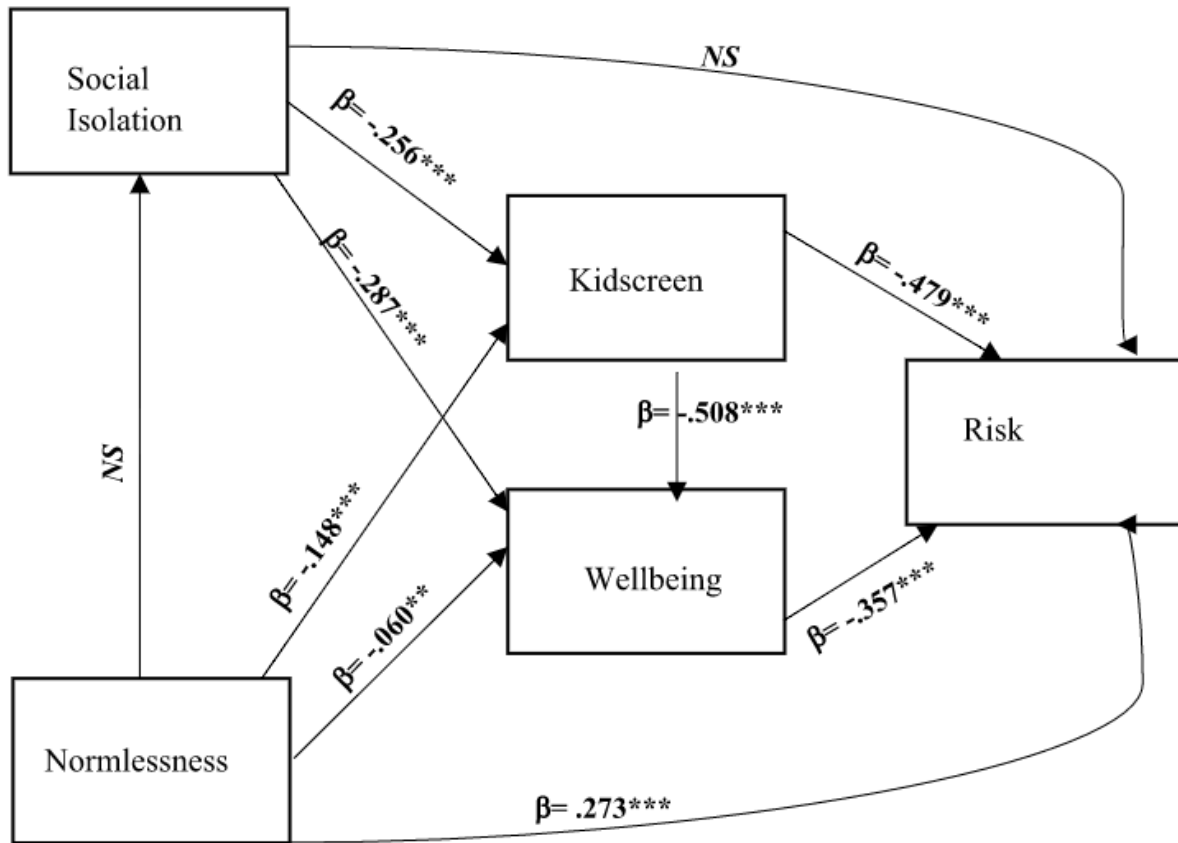 Social
Isolation
NS
β= -.256***
β= -.287***
Kidscreen
β= -.479***
β= -.508***
Risk
NS
β= -.148***
Wellbeing
β= -.060**
β= -.357***
Normlessness
β= .273***